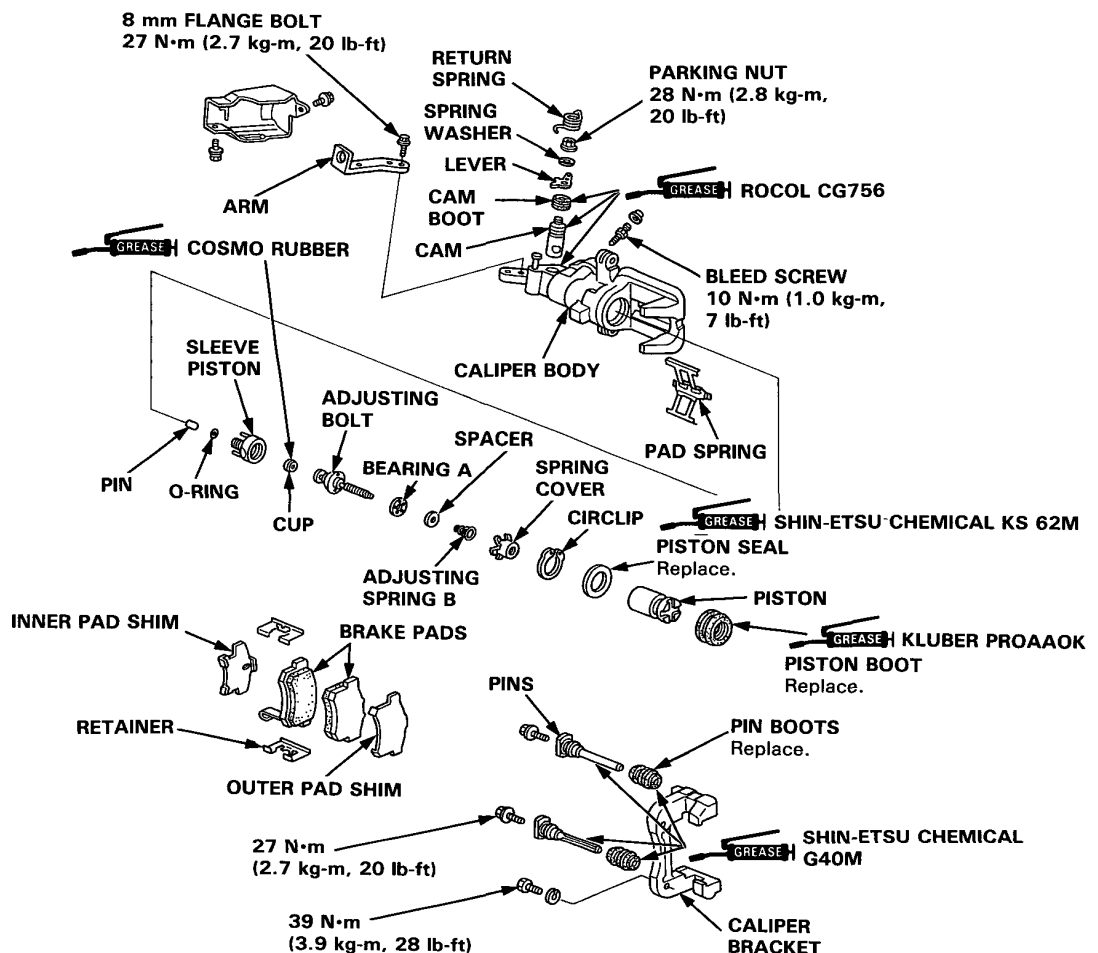 8 mm FLANGE BOLT
27 N·m (2.7 kg-m, 20 lb-ft)
RETURN
SPRING
PARKING NUT
28 N·m (2.8 kg-m,
20 lb-ft)
SPRING
WASHER
LEVER
ARM
CAM
BOOT
GREASE ROCOL CG756
CAM
GREASE COSMO RUBBER
BLEED SCREW
10 N·m (1.0 kg-m,
7 lb-ft)
SLEEVE
PISTON
CALIPER BODY
ADJUSTING
BOLT
PAD SPRING
SPACER
BEARING A
SPRING
COVER
PIN
O-RING
CUP
CIRCLIP
GREASE SHIN-ETSU CHEMICAL KS 62M
PISTON SEAL
Replace.
ADJUSTING
SPRING B
PISTON
INNER PAD SHIM
BRAKE PADS
GREASE KLUBER PROAAOK
PISTON BOOT
Replace.
PINS
RETAINER
PIN BOOTS
Replace.
OUTER PAD SHIM
27 N·m
(2.7 kg-m, 20 lb-ft)
GREASE SHIN-ETSU CHEMICAL
G40M
39 N·m
(3.9 kg-m, 28 lb-ft)
CALIPER
BRACKET